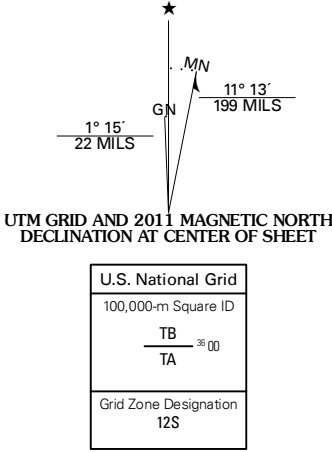 ★
MN
11° 13´
199 MILS
GN
1° 15´
22 MILS
UTM GRID AND 2011 MAGNETIC NORTH
DECLINATION AT CENTER OF SHEET
U.S. National Grid
100,000-m Square ID
TB
36 00
TA
Grid Zone Designation
12S